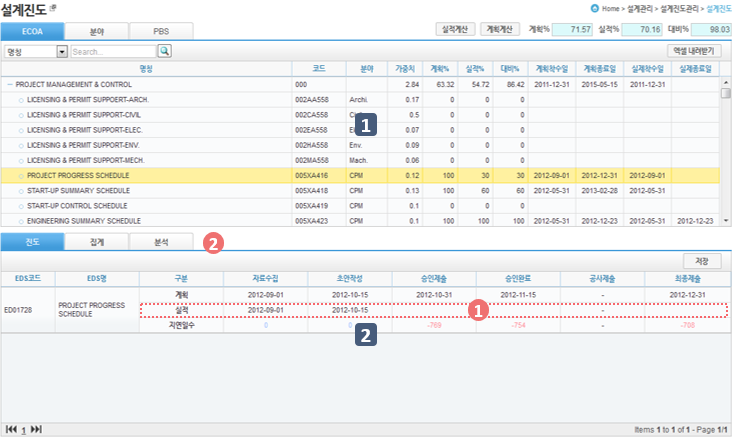 설계진도
Home > 설계관리 > 설계진도관리 > 설계진도
ECOA 분야 PBS 실적계산 계획계산 계획% 71.57 실적% 70.16 대비% 98.03
명칭 Search... 엑셀 내려받기
명칭 코드 분야 가중치 계획% 실적% 대비% 계획착수일 계획종료일 실제착수일 실제종료일
PROJECT MANAGEMENT & CONTROL 000 2.84 63.32 54.72 86.42 2011-12-31 2015-05-15 2011-12-31
LICENSING & PERMIT SUPPOERT-ARCH. 002AA558 Archi. 0.17 0 0 0
LICENSING & PERMIT SUPPORT-CIVIL 002CA558 0.5 0 0 0
LICENSING & PERMIT SUPPORT-ELEC. 002EA558 0.07 0 0 0
1
LICENSING & PERMIT SUPPORT-ENV. 002HA558 Env. 0.09 0 0 0
LICENSING & PERMIT SUPPORT-MECH. 002MA558 Mach. 0.06 0 0 0
PROJECT PROGRESS SCHEDULE 005XA416 CPM 0.12 100 30 30 2012-09-01 2012-12-31 2012-09-01
START-UP SUMMARY SCHEDULE 005XA418 CPM 0.13 100 60 60 2012-05-31 2013-02-28 2012-05-31
START-UP CONTROL SCHEDULE 005XA419 CPM 0.1 0 0 0
ENGINEERING SUMMARY SCHEDULE 005XA423 CPM 0.1 100 100 100 2012-05-31 2012-12-23 2012-05-31 2012-12-23
진도 집계 분석 2
저장
EDS코드 EDS명 구분 자료수집 초안작성 승인제출 승인완료 공사제출 최종제출
계획 2012-09-01 2012-10-15 2012-10-31 2012-11-15 - 2012-12-31
ED01728 PROJECT PROGRESS SCHEDULE 실적 2012-09-01 2012-10-15 1 -
지연일수 0 0 -769 -754 - -708
2
1 Items 1 to 1 of 1 - Page 1/1